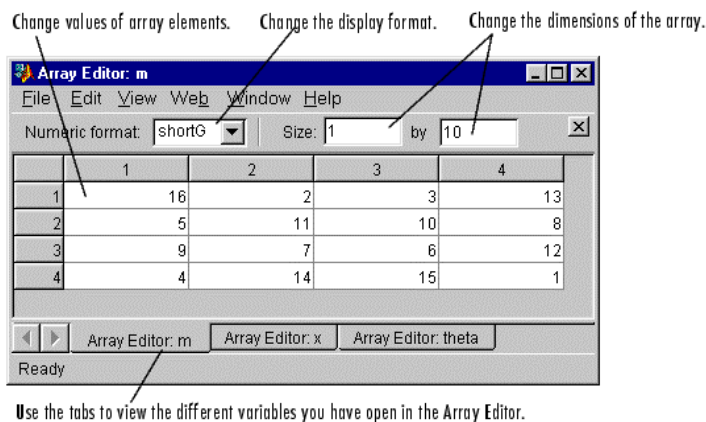 Change values of array elements. Change the display format. Change the dimensions of the array.
Array Editor: m
File Edit View Web Window Help
Numeric format: shortG Size: 1 by 10
1 2 3 4
1 16 2 3 13
2 5 11 10 8
3 9 7 6 12
4 4 14 15 1
Array Editor: m Array Editor: x Array Editor: theta
Ready
Use the tabs to view the different variables you have open in the Array Editor.